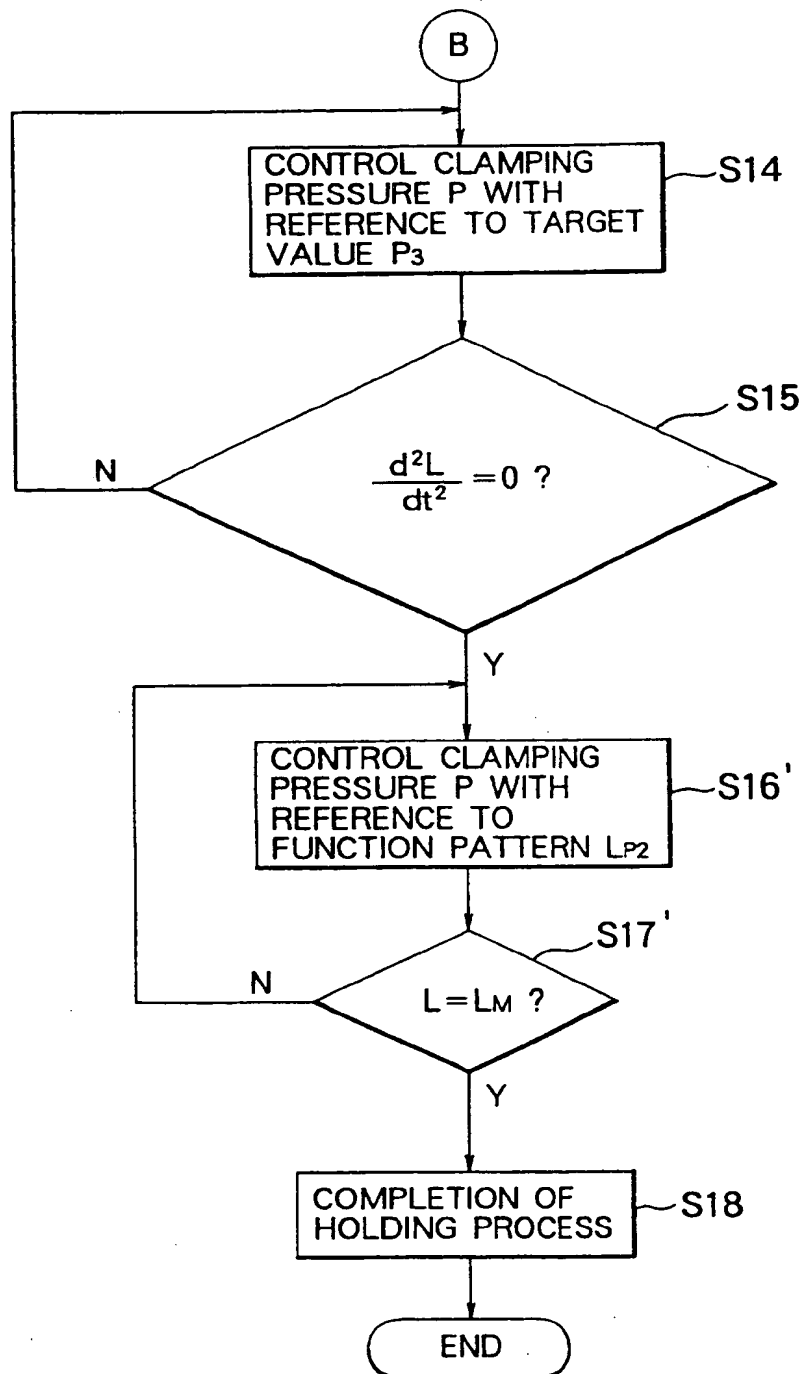 B
CONTROL CLAMPING
PRESSURE P WITH
REFERENCE TO TARGET
VALUE P3
S14
S15
d²L
dt²
=0 ?
N
Y
CONTROL CLAMPING
PRESSURE P WITH
REFERENCE TO
FUNCTION PATTERN LP2
S16'
S17'
L=LM ?
N
Y
COMPLETION OF
HOLDING PROCESS
S18
END